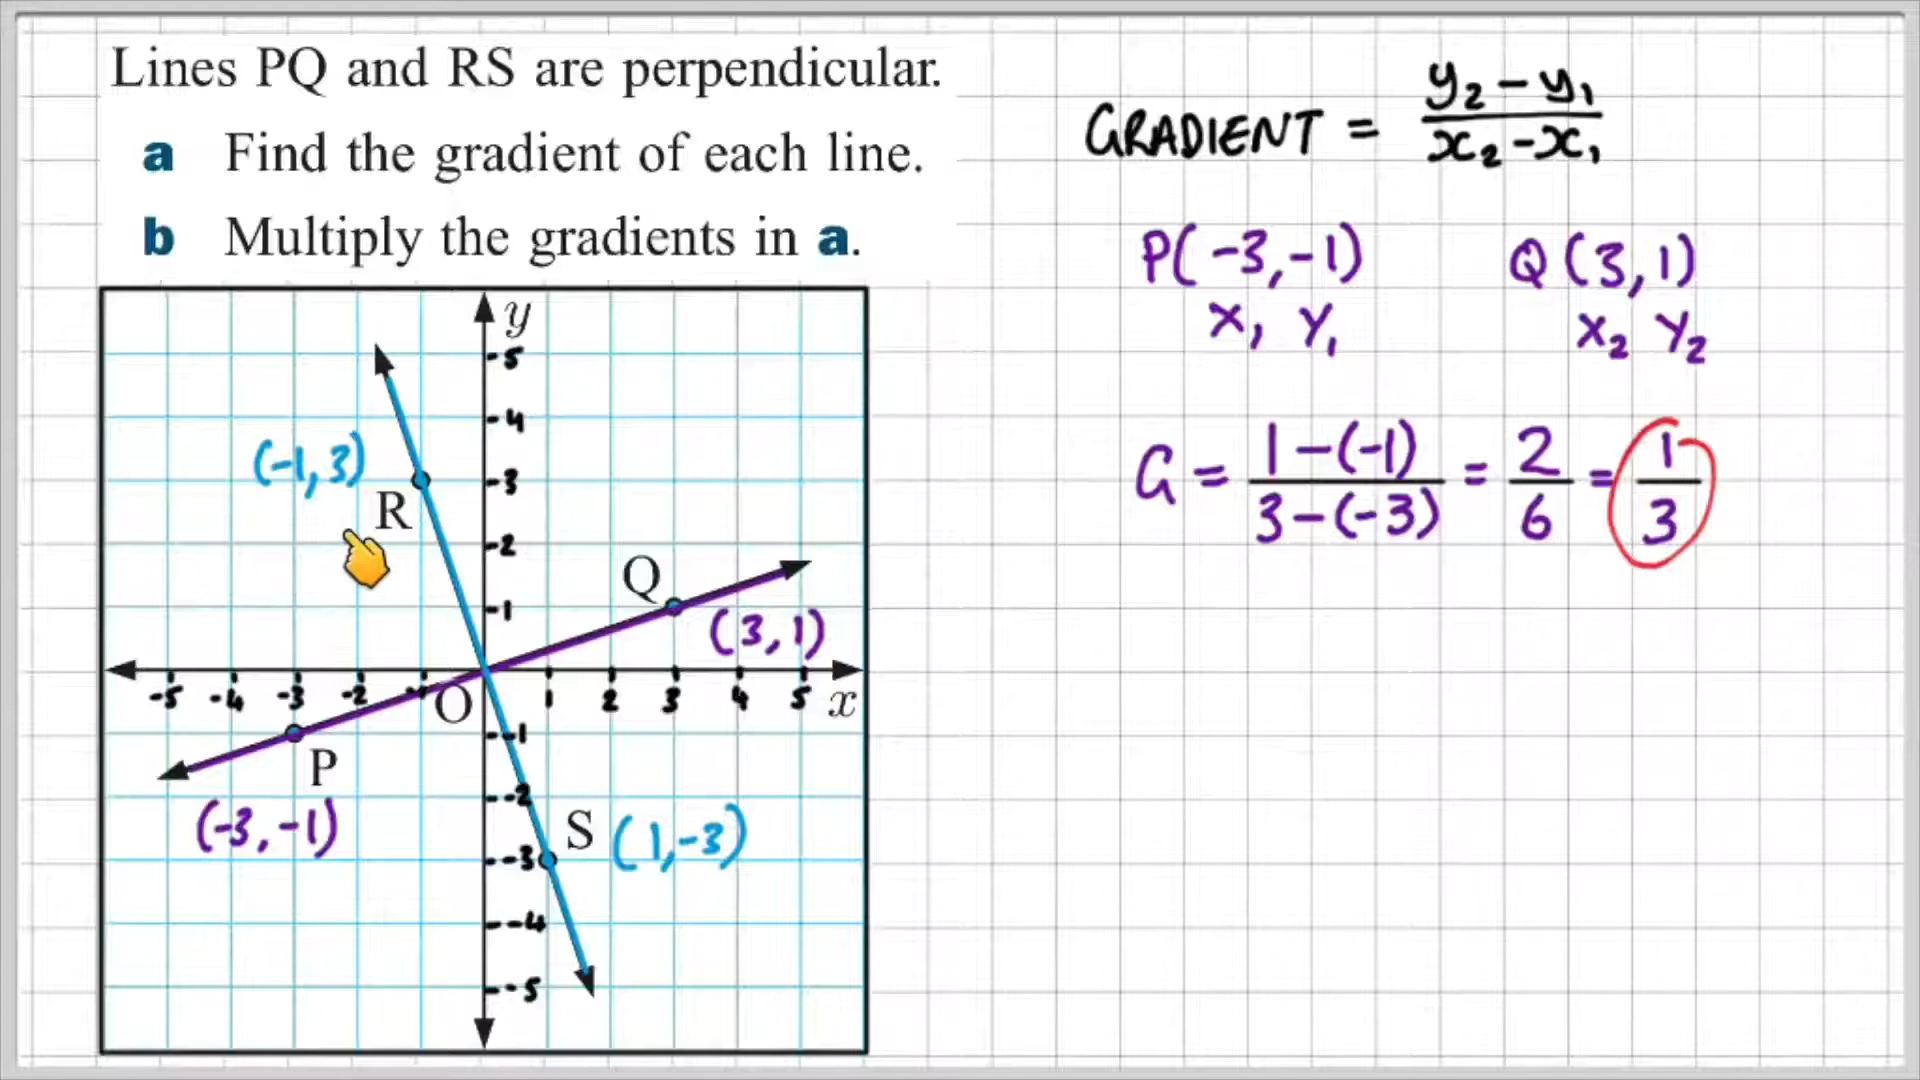 Lines PQ and RS are perpendicular.
a Find the gradient of each line.
b Multiply the gradients in a.
GRADIENT = y₂ - y₁ / x₂ - x₁
P(-3,-1) Q(3,1)
x₁ y₁ x₂ y₂
G = 1-(-1) / 3-(-3) = 2/6 = 1/3
y
-5
-4
(-1,3)
-3
R
-2
Q
-1
(3,1)
-5 -4 -3 -2 -1 O 1 2 3 4 5 x
--1
P
--2
(-3,-1)
S (1,-3)
--3
--4
--5